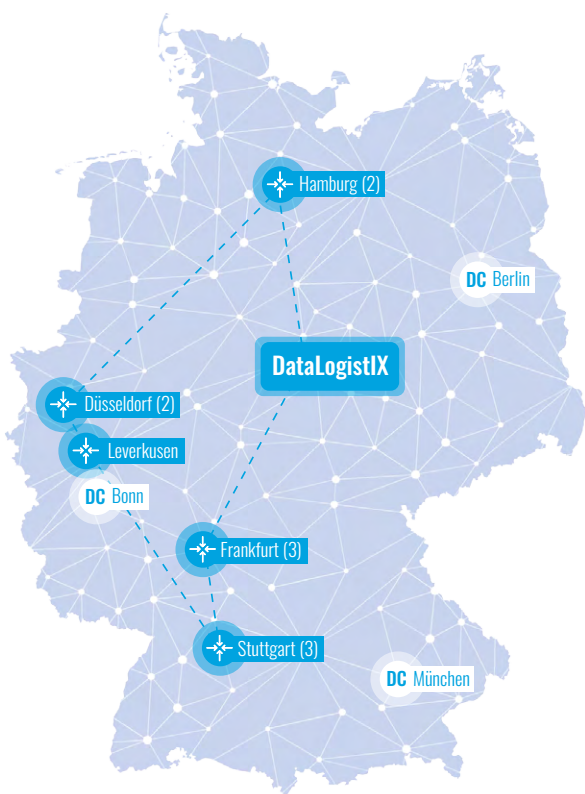 Hamburg (2)
DC Berlin
DataLogistIX
Düsseldorf (2)
Leverkusen
DC Bonn
Frankfurt (3)
Stuttgart (3)
DC München